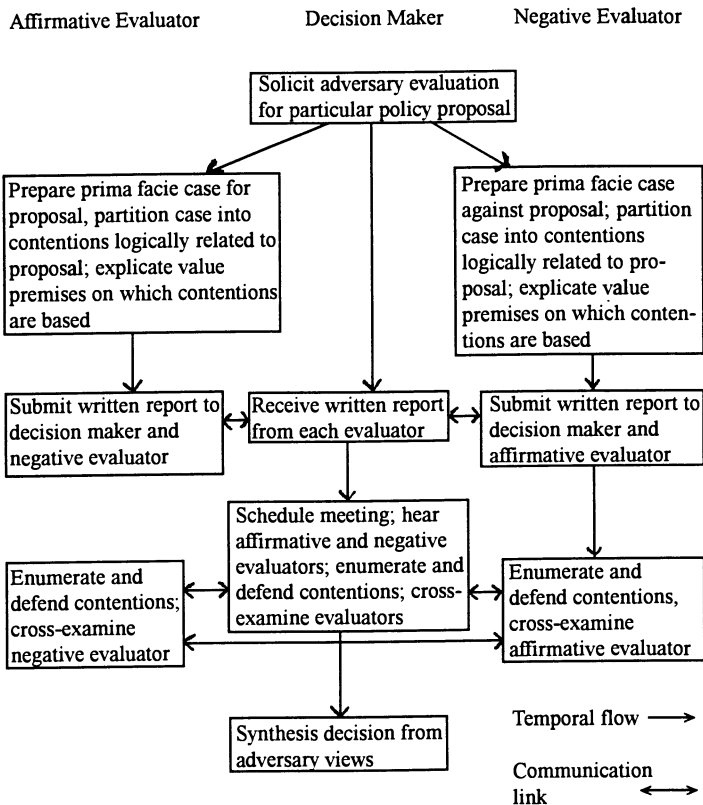 Affirmative Evaluator
Decision Maker
Negative Evaluator
Solicit adversary evaluation
for particular policy proposal
Prepare prima facie case for
proposal, partition case into
contentions logically related to
proposal; explicate value
premises on which contentions
are based
Prepare prima facie case
against proposal; partition
case into contentions
logically related to pro-
posal; explicate value
premises on which conten-
tions are based
Submit written report to
decision maker and
negative evaluator
Receive written report
from each evaluator
Submit written report to
decision maker and
affirmative evaluator
Schedule meeting; hear
affirmative and negative
evaluators; enumerate and
defend contentions; cross-
examine evaluators
Enumerate and
defend contentions;
cross-examine
negative evaluator
Enumerate and
defend contentions,
cross-examine
affirmative evaluator
Synthesis decision from
adversary views
Temporal flow
Communication
link